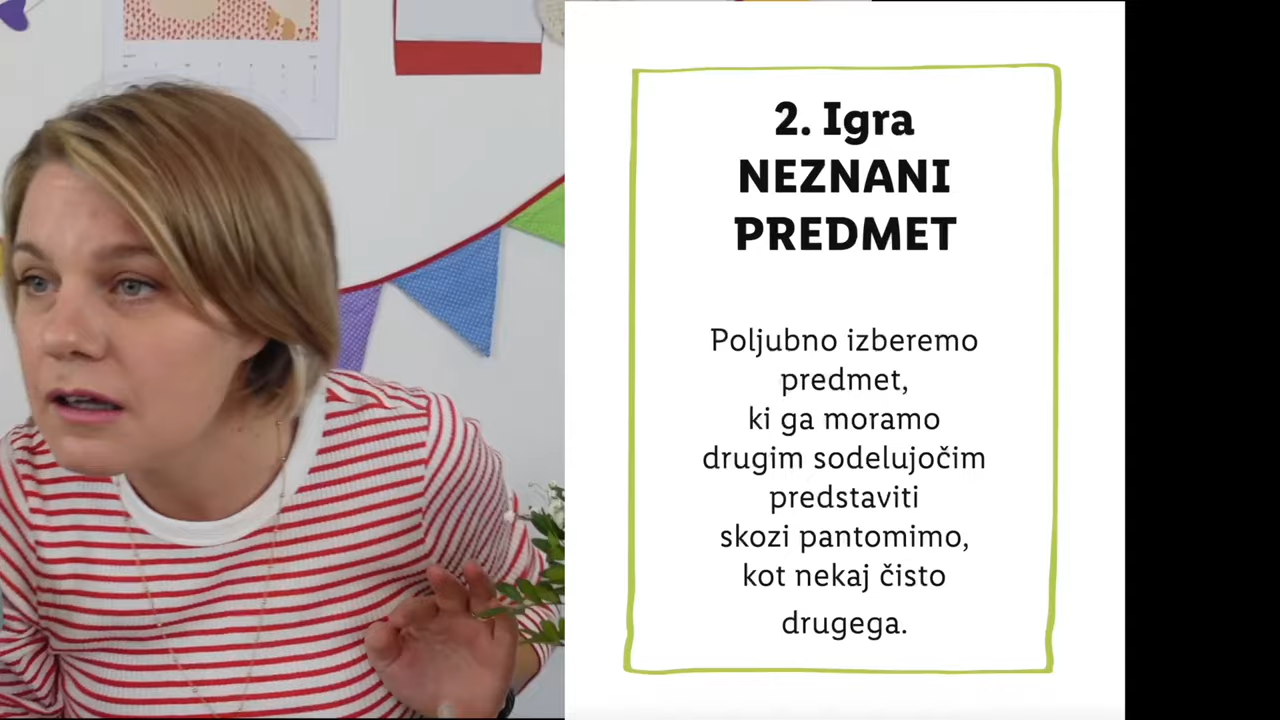 2. Igra
NEZNANI
PREDMET
Poljubno izberemo
predmet,
ki ga moramo
drugim sodelujočim
predstaviti
skozi pantomimo,
kot nekaj čisto
drugega.